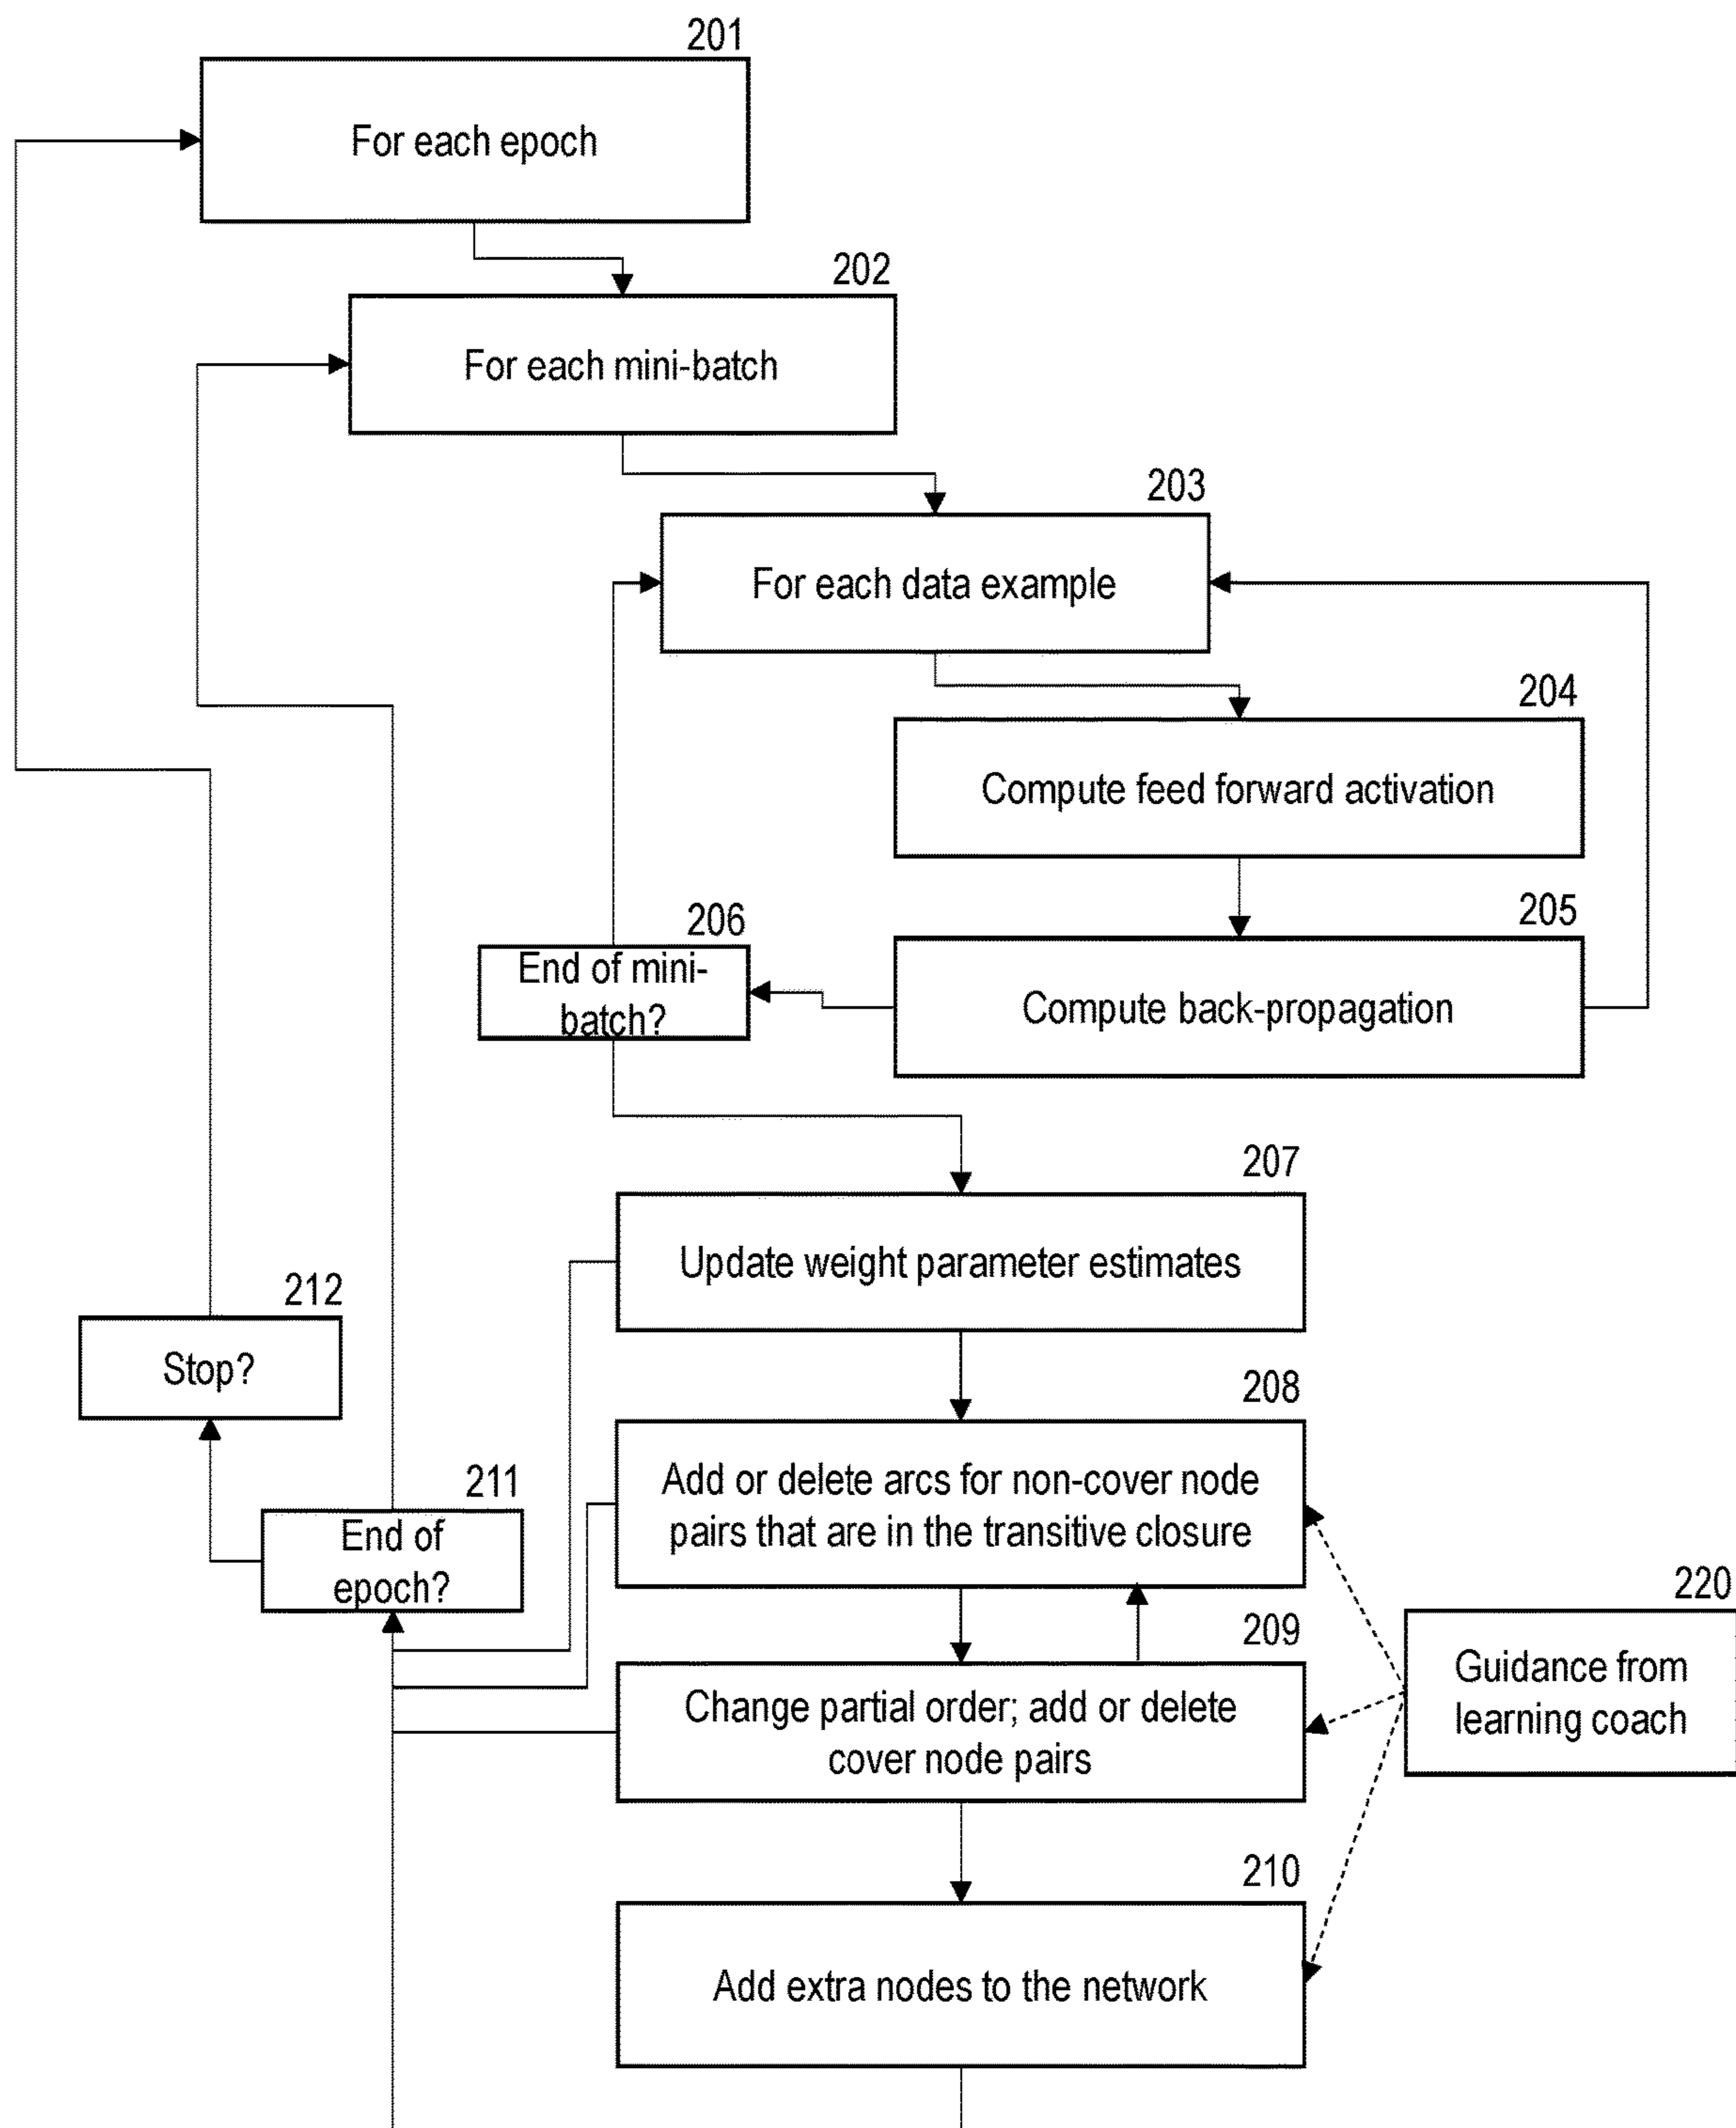 201
For each epoch
202
For each mini-batch
203
For each data example
204
Compute feed forward activation
205
Compute back-propagation
206
End of mini-
batch?
207
Update weight parameter estimates
212
Stop?
208
Add or delete arcs for non-cover node
pairs that are in the transitive closure
211
End of
epoch?
209
Change partial order; add or delete
cover node pairs
220
Guidance from
learning coach
210
Add extra nodes to the network